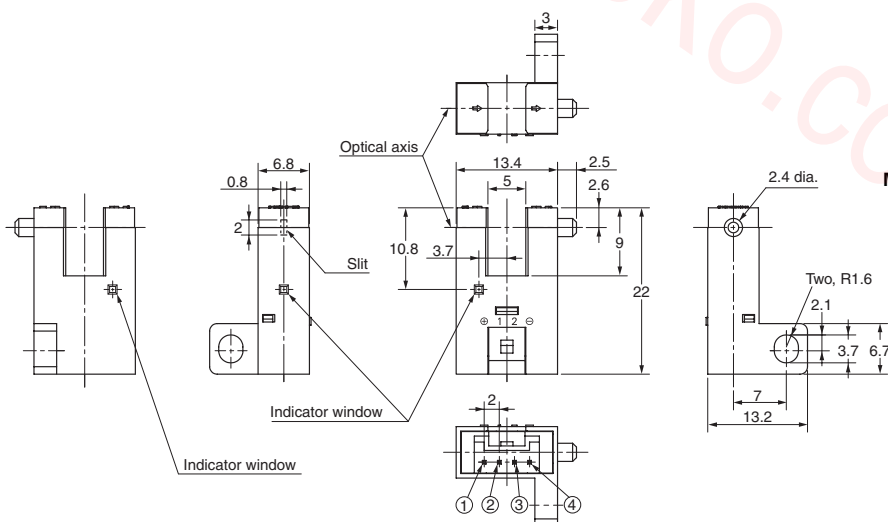 3
Optical axis
6.8
13.4
2.5
0.8
5
2.6
2.4 dia.
2
10.8
3.7
9
Slit
22
Two, R1.6
2.1
⊕ 1 2 ⊖
3.7
6.7
7
13.2
Indicator window
2
Indicator window
① ② ③ ④